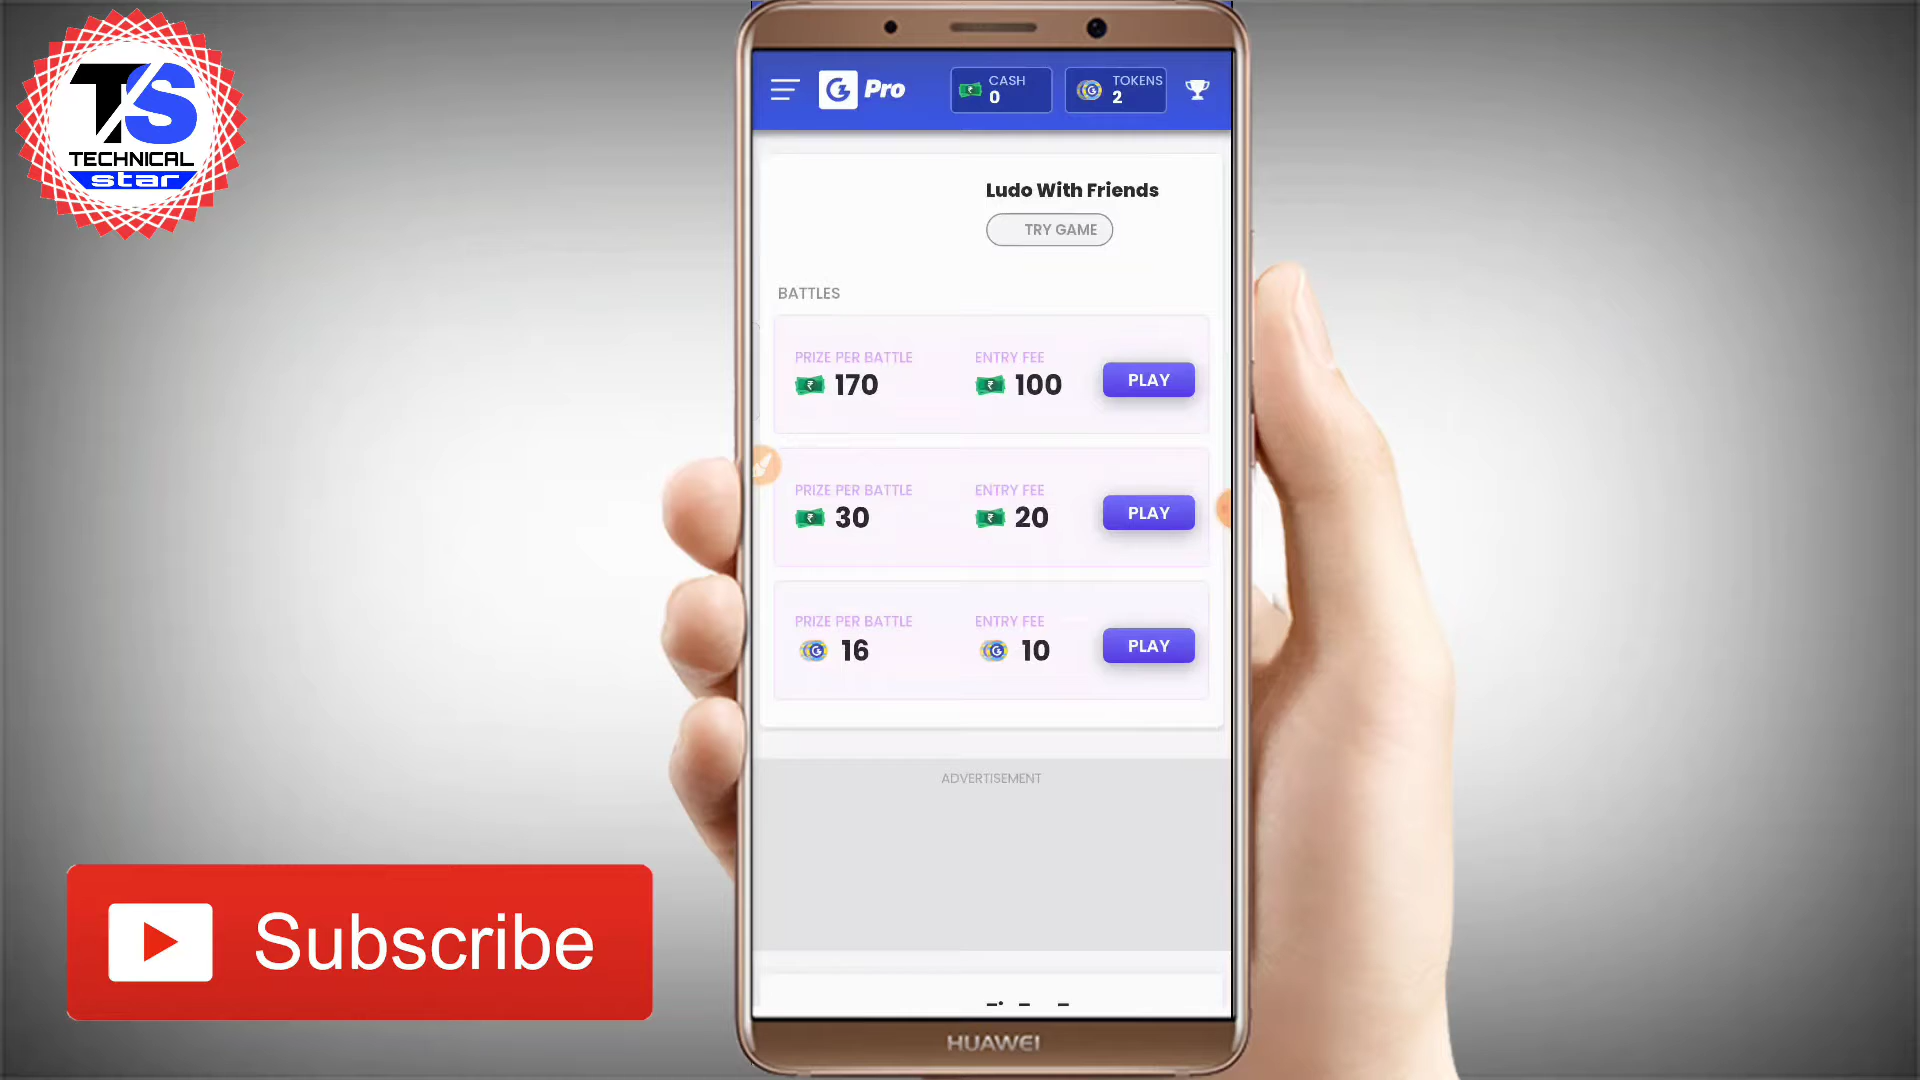 TS
TECHNICAL
star
Pro
CASH
0
TOKENS
2
Ludo With Friends
TRY GAME
BATTLES
PRIZE PER BATTLE
170
ENTRY FEE
100
PLAY
PRIZE PER BATTLE
30
ENTRY FEE
20
PLAY
PRIZE PER BATTLE
16
ENTRY FEE
10
PLAY
ADVERTISEMENT
Subscribe
HUAWEI